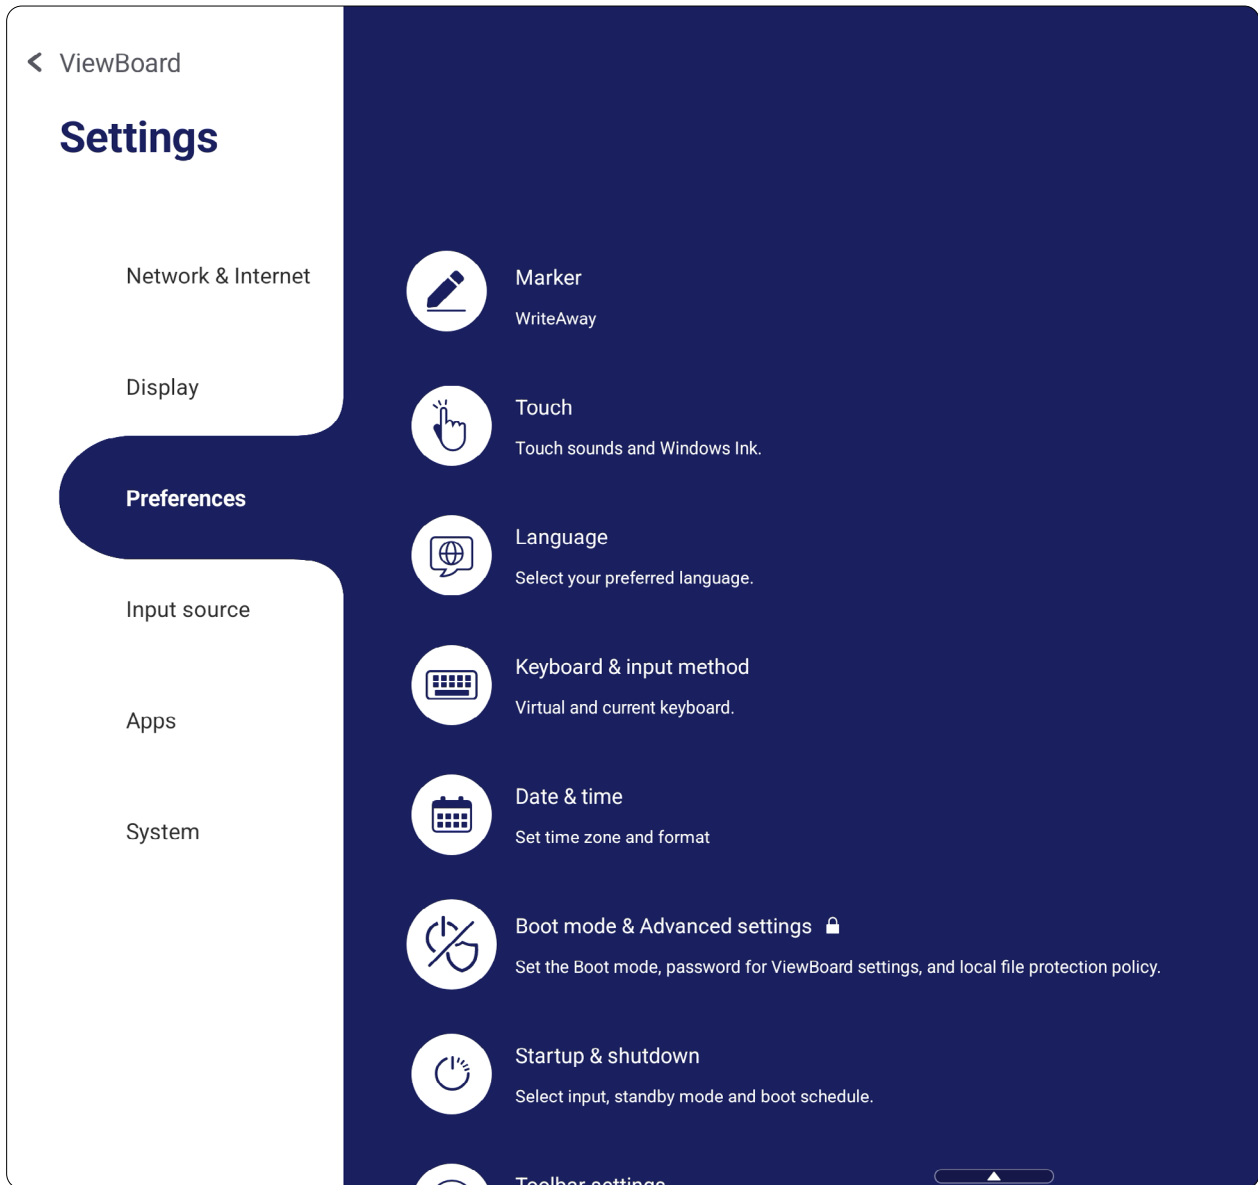 ViewBoard
Settings
Network & Internet
Display
Preferences
Input source
Apps
System
Marker
WriteAway
Touch
Touch sounds and Windows Ink.
Language
Select your preferred language.
Keyboard & input method
Virtual and current keyboard.
Date & time
Set time zone and format
Boot mode & Advanced settings
Set the Boot mode, password for ViewBoard settings, and local file protection policy.
Startup & shutdown
Select input, standby mode and boot schedule.
Toolbar settings